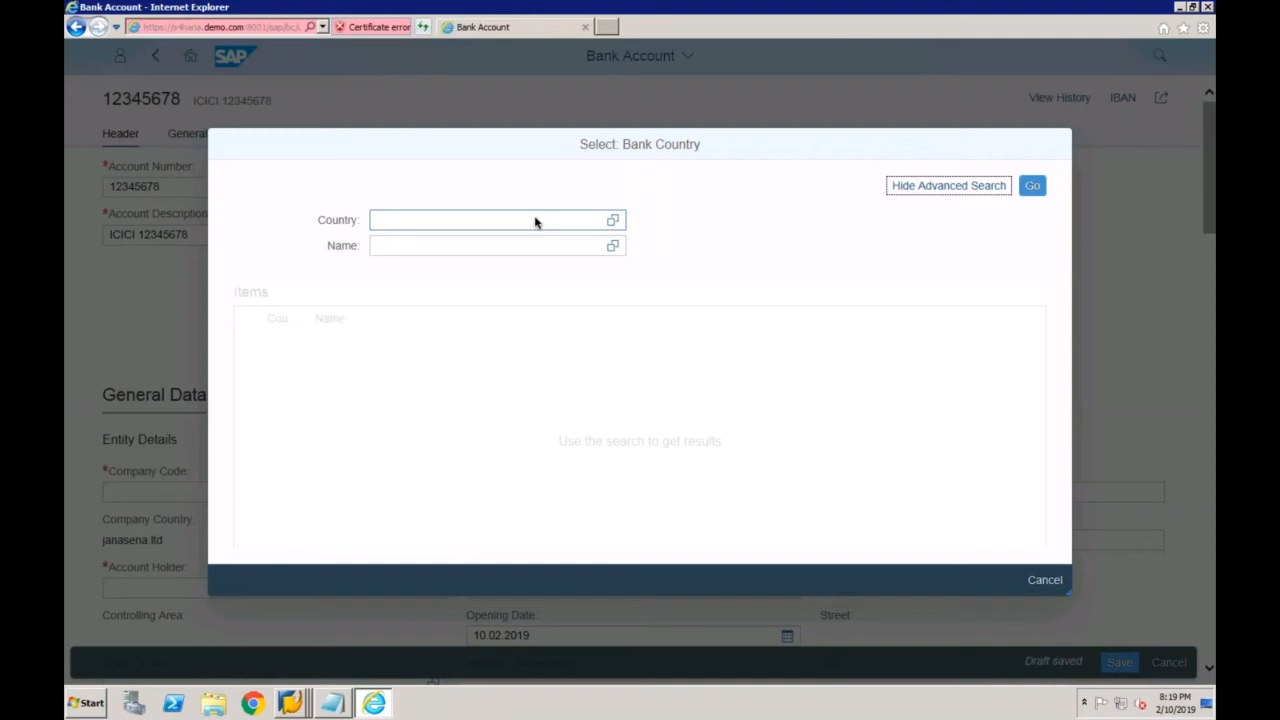 Bank Account - Internet Explorer
https://s4hana.demo.com:8001/sap/bc/
Certificate error
Bank Account
SAP
Bank Account
12345678
ICICI 12345678
View History
IBAN
Header
General
Select: Bank Country
*Account Number:
12345678
Hide Advanced Search
Go
*Account Description
ICICI 12345678
Country:
Name:
Items
Cou
Name
General Data
Use the search to get results
Entity Details
*Company Code:
Company Country:
janasena ltd
*Account Holder:
Cancel
Controlling Area
Opening Date:
Street:
10.02.2019
Draft saved
Save
Cancel
Start
8:19 PM
2/10/2019